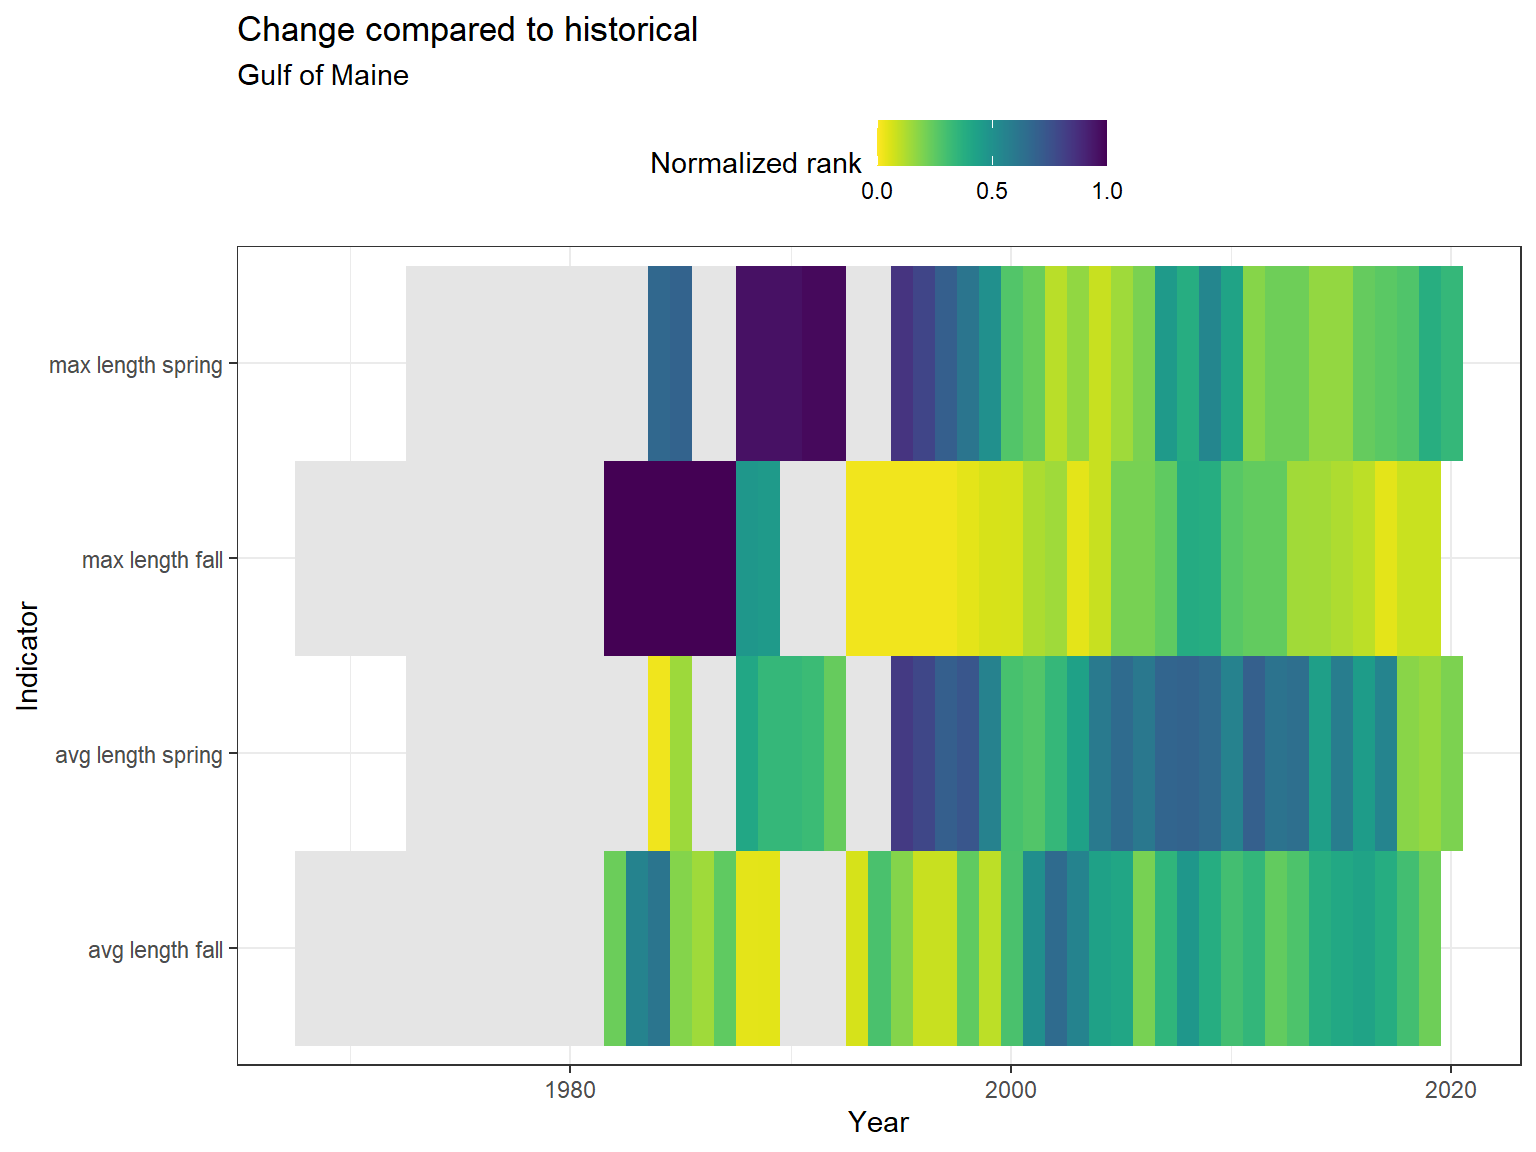 Change compared to historical
Gulf of Maine
Normalized rank
0.0 0.5 1.0
max length spring
max length fall
avg length spring
avg length fall
Indicator
1980 2000 2020
Year